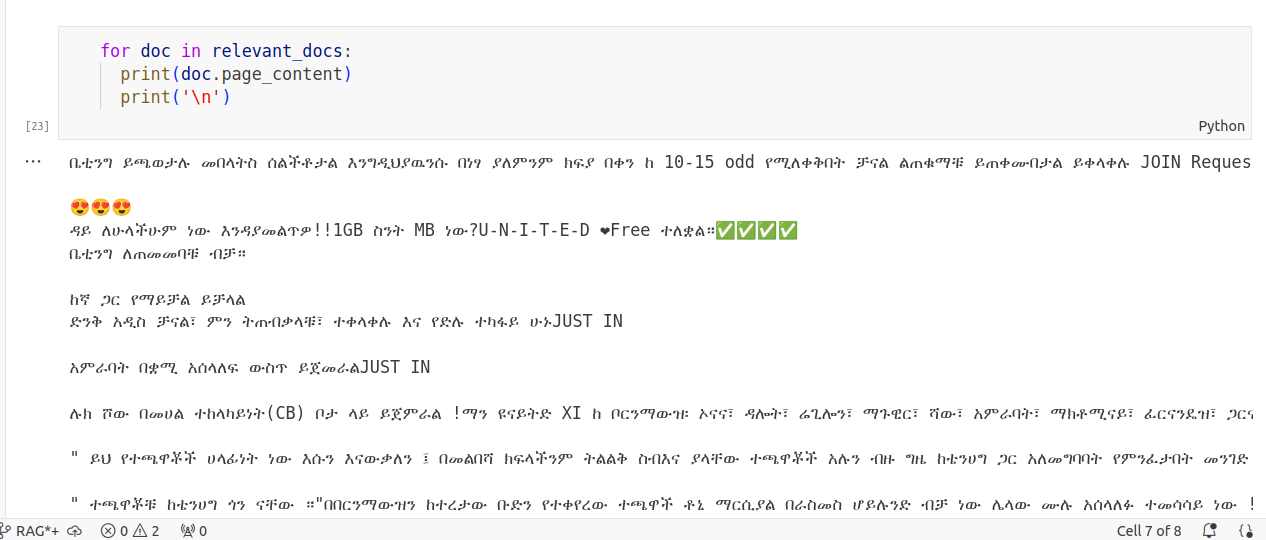 for doc in relevant_docs:
print(doc.page_content)
print('\n')
[23]
Python
...
ቤቲንግ ይጫወታሉ መበላትስ ሰልችቶታል እንግዲህያዉንሱ በነፃ ያለምንም ክፍያ በቀን ከ 10-15 odd የሚለቀቅበት ቻናል ልጠቁማቹ ይጠቀሙበታል ይቀላቀሉ JOIN Reques
😍😍😍
ዳይ ለሁላችሁም ነው እንዳያመልጥዎ!!1GB ስንት MB ነው?U-N-I-T-E-D ❤Free ተለቋል።✅✅✅✅
ቤቲንግ ለጠመመባቹ ብቻ።
ከኛ ጋር የማይቻል ይቻላል
ድንቅ አዲስ ቻናል፣ ምን ትጠብቃላቹ፣ ተቀላቀሉ እና የድሉ ተካፋይ ሁኑJUST IN
አምራባት በቋሚ አሰላለፍ ውስጥ ይጀመራልJUST IN
ሉክ ሾው በመሀል ተከላካይነት(CB) ቦታ ላይ ይጀምራል !ማን ዩናይትድ XI ከ ቦርንማውዝ፡ ኦናና፣ ዳሎት፣ ሬጊሎን፣ ማጉዊር፣ ሻው፣ አምራባት፣ ማክቶሚናይ፣ ፈርናንዴዝ፣
" ይህ የተጫዋቾች ሀላፊነት ነው እሱን እናውቃለን ፤ በመልበሻ ክፍላችንም ትልልቅ ስብእና ያላቸው ተጫዋቾች አሉን ብዙ ግዜ ከቴንሀግ ጋር አለመግባባት የምንፈታበት መንገድ
" ተጫዋቾቹ ከቴንሀግ ጎን ናቸው ።"በበርንማውዝን ከተረታው ቡድን የተቀየረው ተጫዋች ቶኒ ማርሲያል በራስመስ ሆይሉንድ ብቻ ነው ሌላው ሙሉ አሰላለፉ ተመሳሳይ ነው !
RAG*+ 0 2 0
Cell 7 of 8